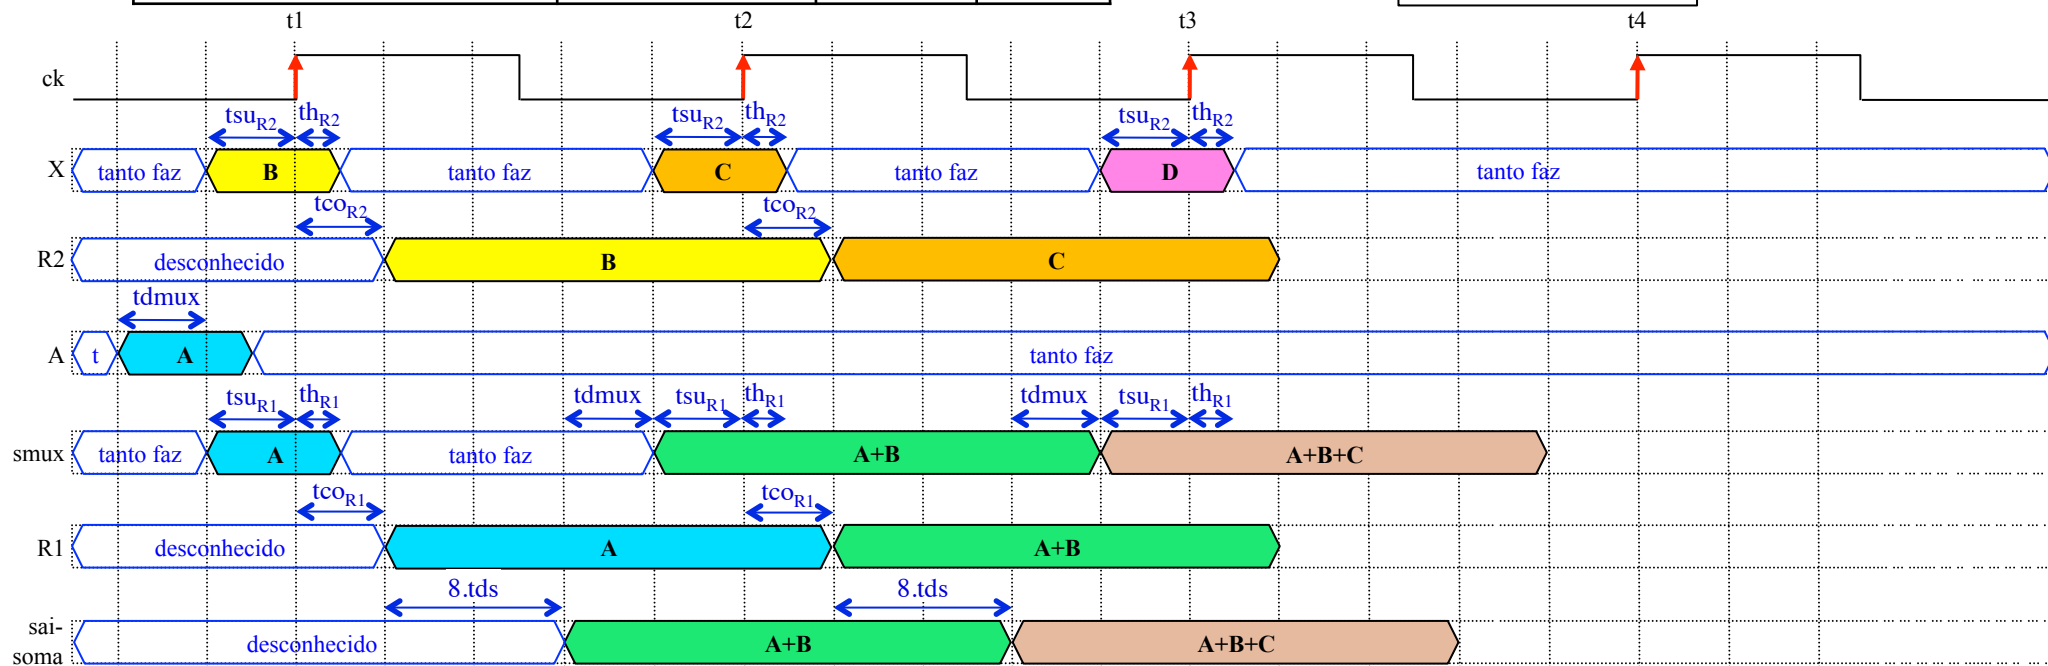 t1 t2 t3 t4
ck
tsuR2 thR2 tsuR2 thR2 tsuR2 thR2
X tanto faz B tanto faz C tanto faz D tanto faz
tcoR2 tcoR2
R2 desconhecido B C
tdmux
A t A tanto faz
tsuR1 thR1 tdmux tsuR1 thR1 tdmux tsuR1 thR1
smux tanto faz A tanto faz A+B A+B+C
tcoR1 tcoR1
R1 desconhecido A A+B
8.tds 8.tds
sai-
soma desconhecido A+B A+B+C